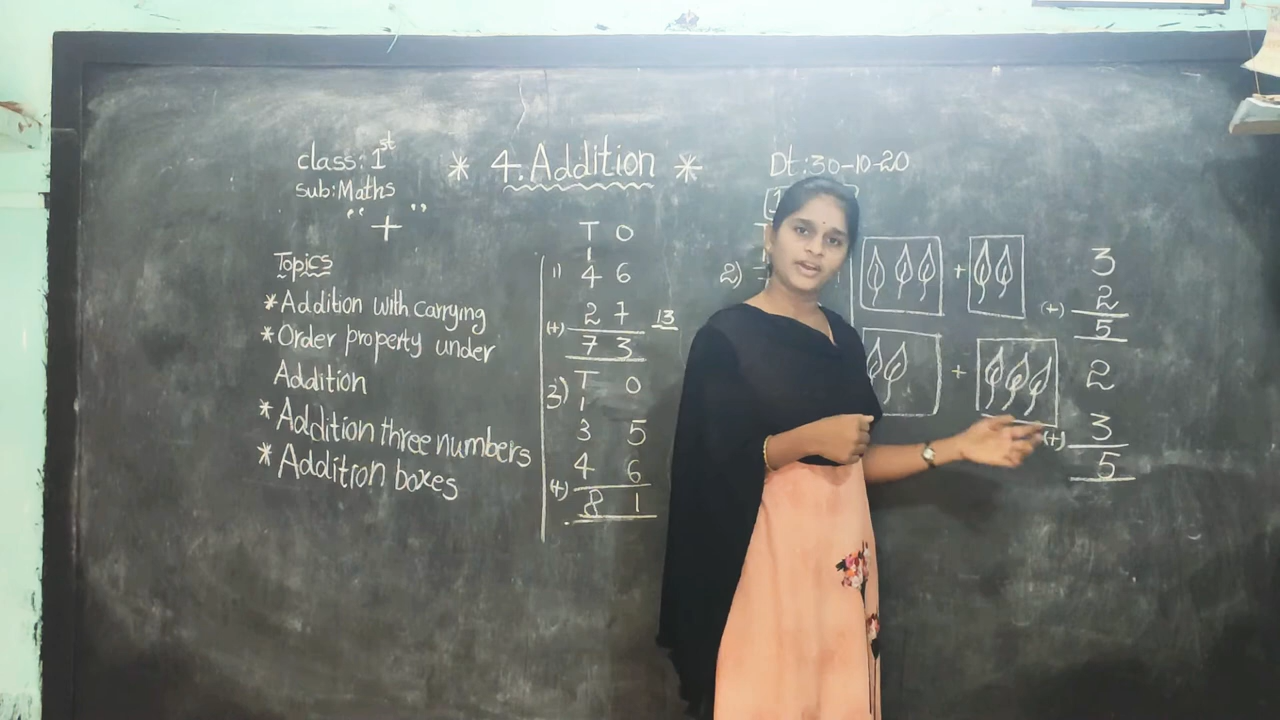 class: 1st
sub: Maths
"+"
* 4. Addition *
Dt: 30-10-20
Topics
* Addition with carrying
* Order property under
Addition
* Addition three numbers
* Addition boxes
T O
1
1) 4 6
(+) 2 7 13
7 3
3) T O
1
3 5
(+) 4 6
8 1
2)
+
3
(+) 2
5
+
2
(+) 3
5